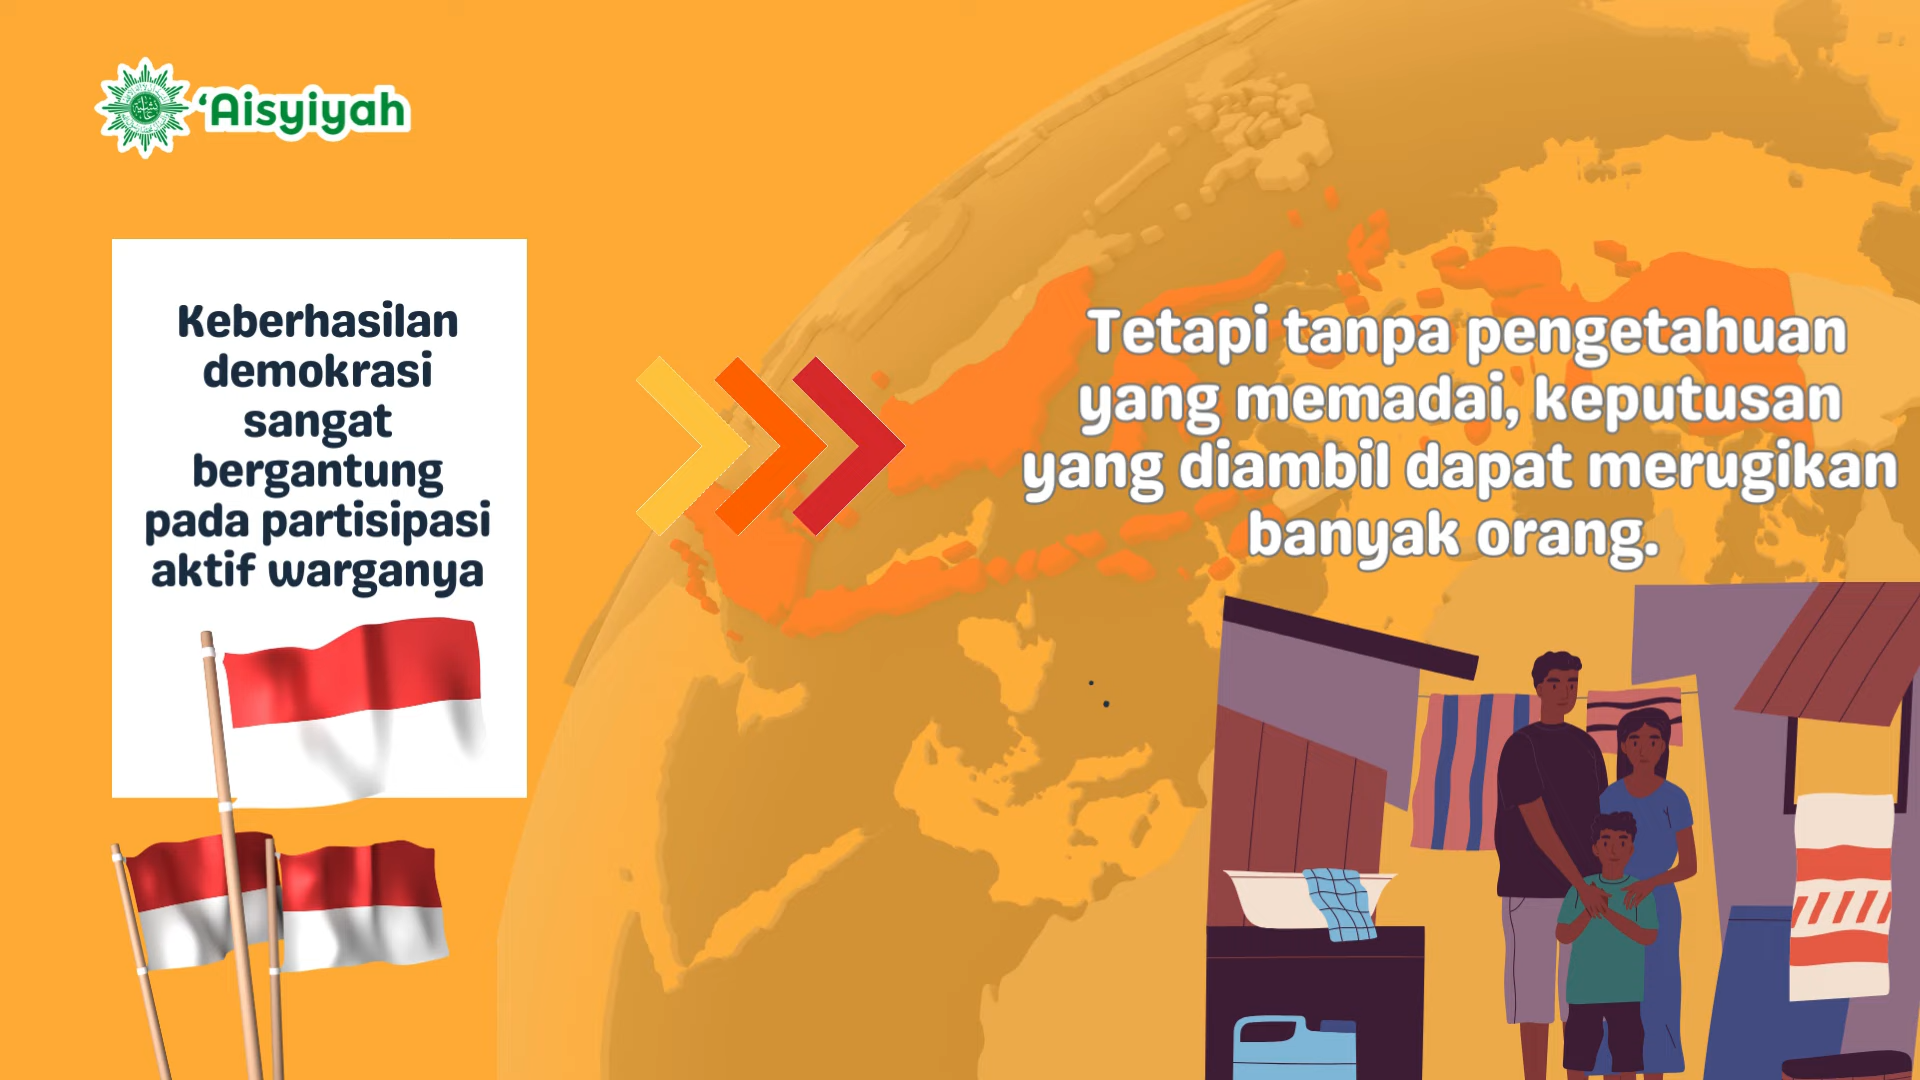 ‘Aisyiyah
Keberhasilan
demokrasi
sangat
bergantung
pada partisipasi
aktif warganya
Tetapi tanpa pengetahuan
yang memadai, keputusan
yang diambil dapat merugikan
banyak orang.